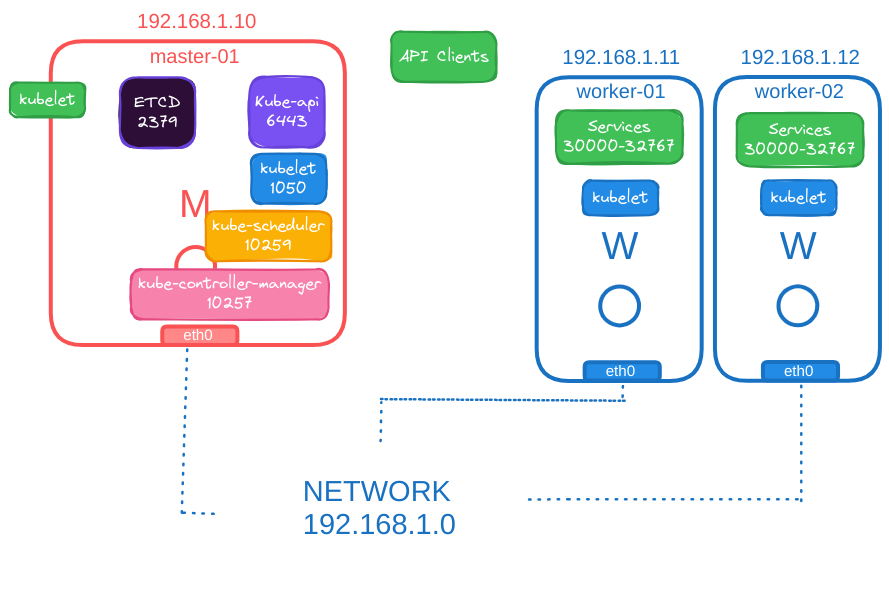 192.168.1.10
master-01
kubelet
ETCD
2379
Kube-api
6443
kubelet
1050
M
kube-scheduler
10259
kube-controller-manager
10257
eth0
API Clients
192.168.1.11
worker-01
Services
30000-32767
kubelet
W
eth0
192.168.1.12
worker-02
Services
30000-32767
kubelet
W
eth0
NETWORK
192.168.1.0